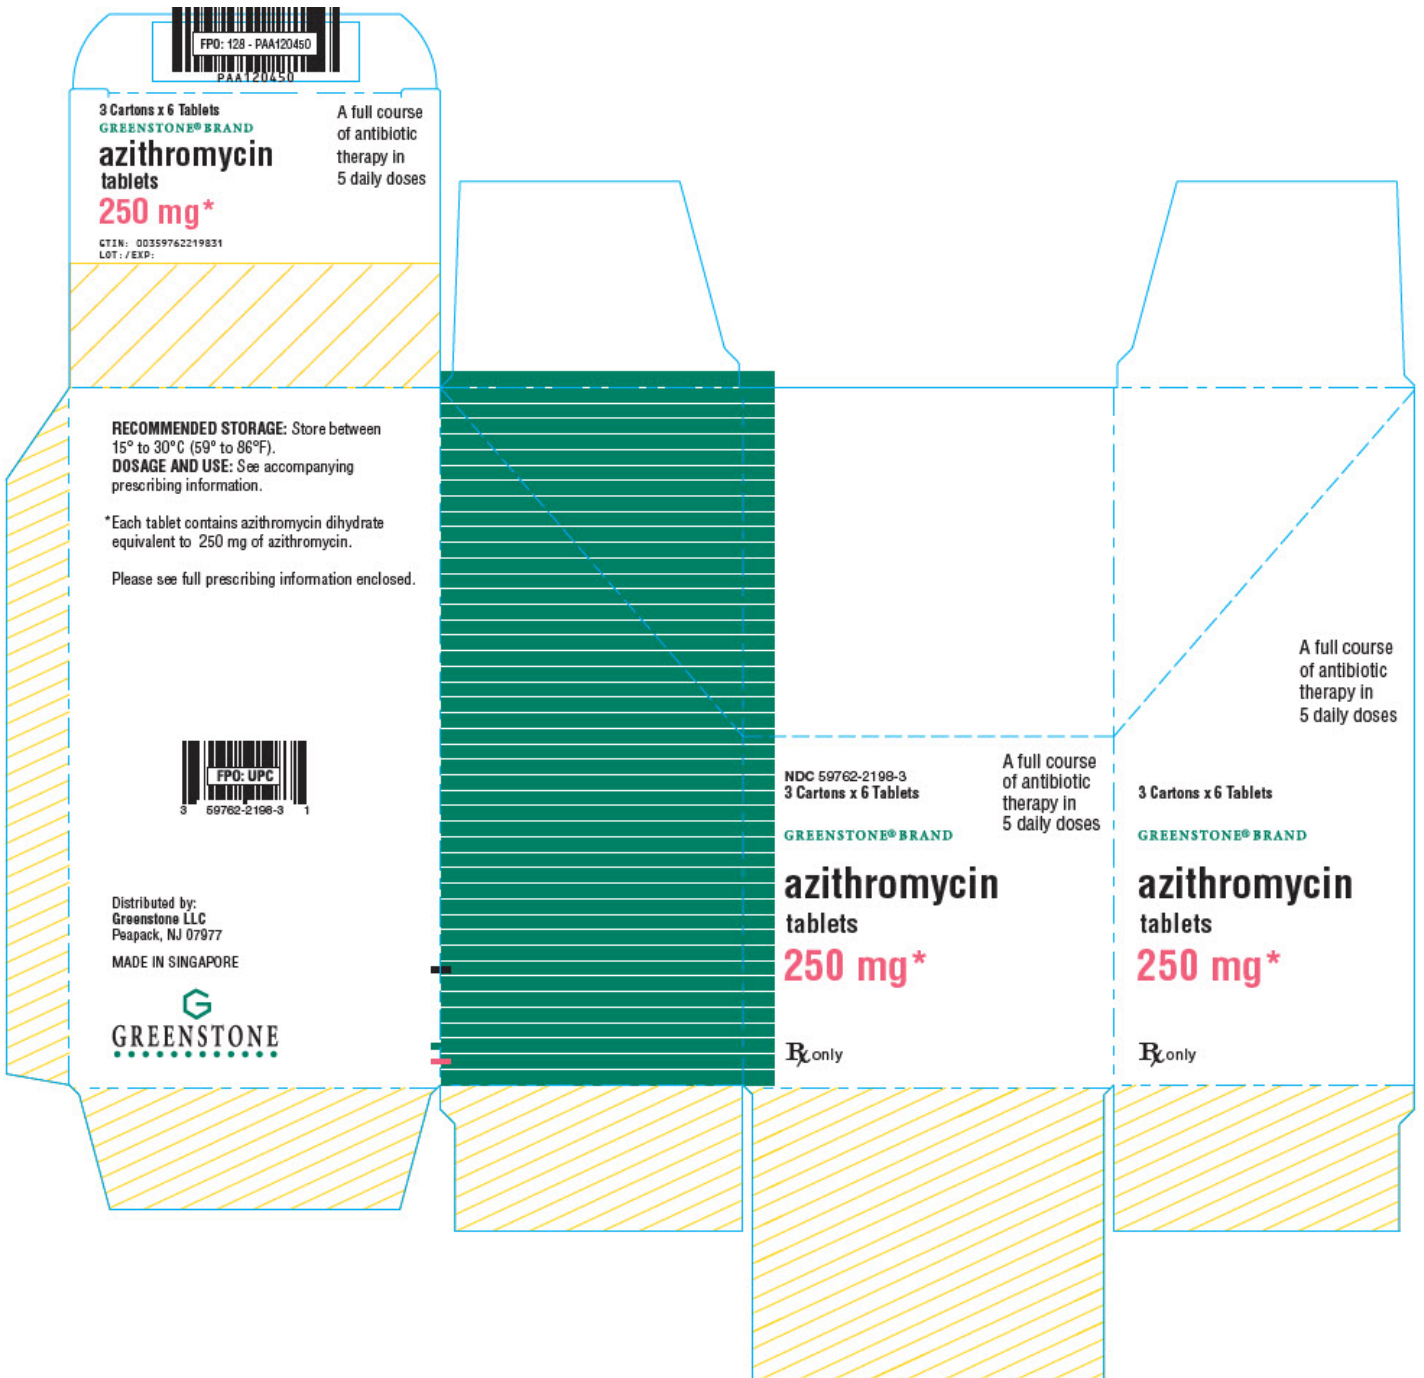 FPO: 128 - PAA120450
PAA120450
3 Cartons x 6 Tablets
GREENSTONE® BRAND
azithromycin
tablets
250 mg*
GTIN: 00359762219831
LOT:/EXP:
A full course
of antibiotic
therapy in
5 daily doses
RECOMMENDED STORAGE: Store between
15° to 30°C (59° to 86°F).
DOSAGE AND USE: See accompanying
prescribing information.
*Each tablet contains azithromycin dihydrate
equivalent to 250 mg of azithromycin.
Please see full prescribing information enclosed.
FPO: UPC
3 59762-2198-3 1
Distributed by:
Greenstone LLC
Peapack, NJ 07977
MADE IN SINGAPORE
G
GREENSTONE
NDC 59762-2198-3
3 Cartons x 6 Tablets
A full course
of antibiotic
therapy in
5 daily doses
GREENSTONE® BRAND
azithromycin
tablets
250 mg*
Rx only
A full course
of antibiotic
therapy in
5 daily doses
3 Cartons x 6 Tablets
GREENSTONE® BRAND
azithromycin
tablets
250 mg*
Rx only